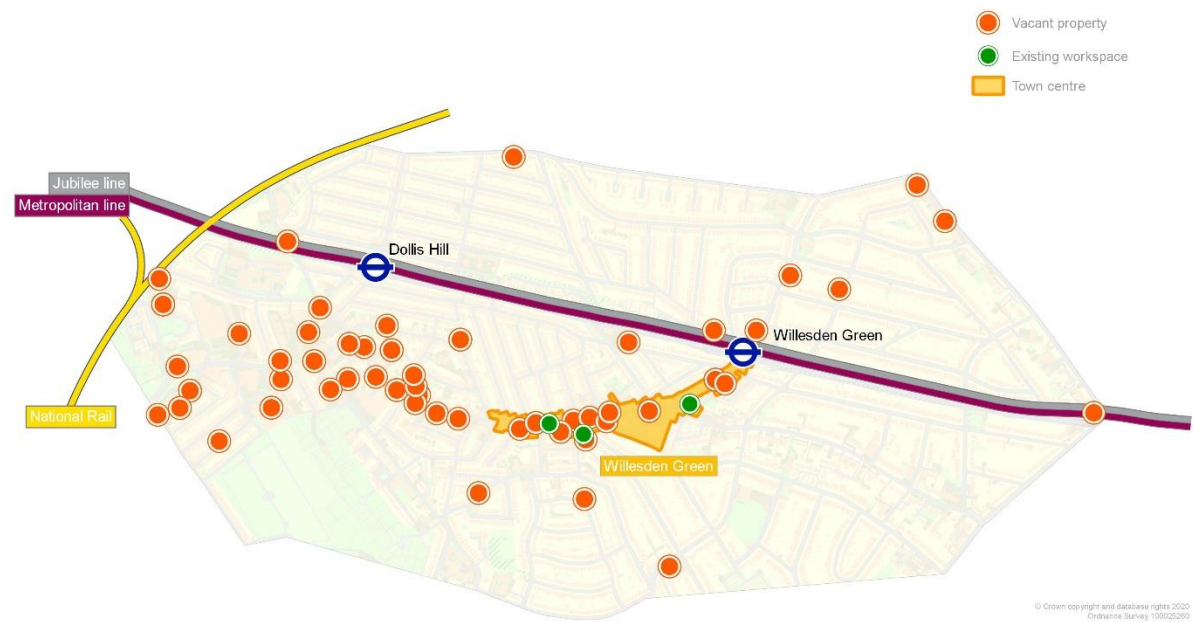 Vacant property
Existing workspace
Town centre
Jubilee line
Metropolitan line
Dollis Hill
Willesden Green
National Rail
Willesden Green
© Crown copyright and database rights 2020
Ordnance Survey 100025260